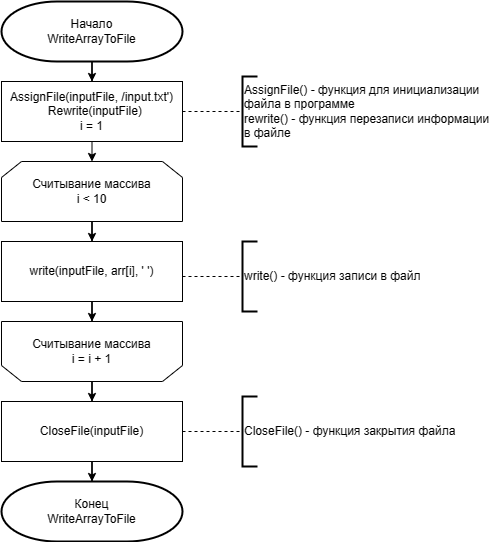 Начало
WriteArrayToFile
AssignFile(inputFile, /input.txt')
Rewrite(inputFile)
i = 1
AssignFile() - функция для инициализации
файла в программе
rewrite() - функция перезаписи информации
в файле
Считывание массива
i < 10
write(inputFile, arr[i], ' ')
write() - функция записи в файл
Считывание массива
i = i + 1
CloseFile(inputFile)
CloseFile() - функция закрытия файла
Конец
WriteArrayToFile